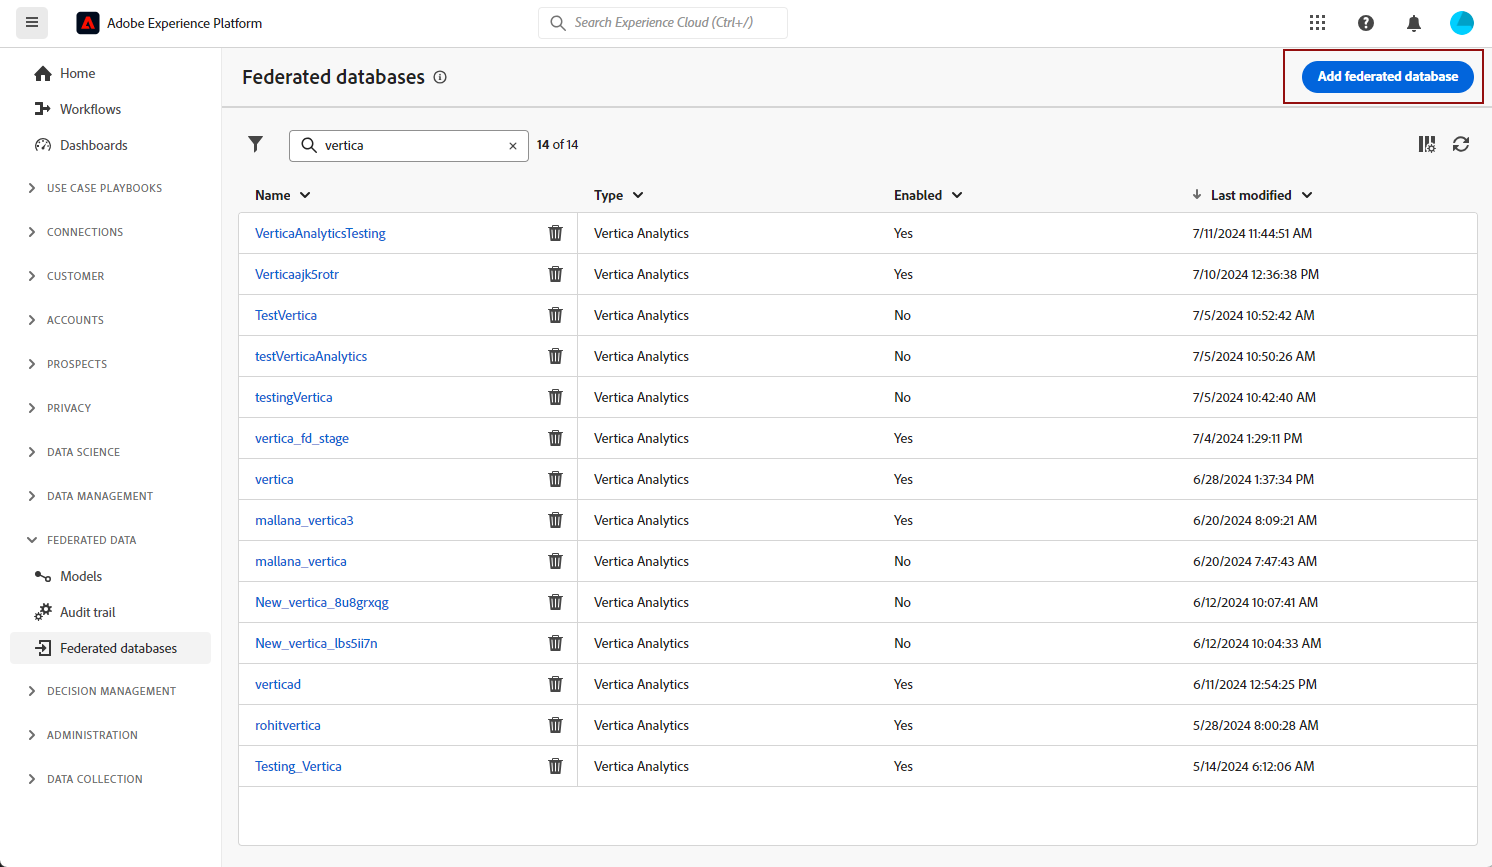 Adobe Experience Platform
Search Experience Cloud (Ctrl+/)
Home
Workflows
Dashboards
USE CASE PLAYBOOKS
CONNECTIONS
CUSTOMER
ACCOUNTS
PROSPECTS
PRIVACY
DATA SCIENCE
DATA MANAGEMENT
FEDERATED DATA
Models
Audit trail
Federated databases
DECISION MANAGEMENT
ADMINISTRATION
DATA COLLECTION
Federated databases
Add federated database
vertica
14 of 14
Name Type Enabled Last modified
VerticaAnalyticsTesting Vertica Analytics Yes 7/11/2024 11:44:51 AM
Verticaajk5rotr Vertica Analytics Yes 7/10/2024 12:36:38 PM
TestVertica Vertica Analytics No 7/5/2024 10:52:42 AM
testVerticaAnalytics Vertica Analytics No 7/5/2024 10:50:26 AM
testingVertica Vertica Analytics No 7/5/2024 10:42:40 AM
vertica_fd_stage Vertica Analytics Yes 7/4/2024 1:29:11 PM
vertica Vertica Analytics Yes 6/28/2024 1:37:34 PM
mallana_vertica3 Vertica Analytics Yes 6/20/2024 8:09:21 AM
mallana_vertica Vertica Analytics No 6/20/2024 7:47:43 AM
New_vertica_8u8grxqg Vertica Analytics No 6/12/2024 10:07:41 AM
New_vertica_lbs5ii7n Vertica Analytics No 6/12/2024 10:04:33 AM
verticad Vertica Analytics Yes 6/11/2024 12:54:25 PM
rohitvertica Vertica Analytics Yes 5/28/2024 8:00:28 AM
Testing_Vertica Vertica Analytics Yes 5/14/2024 6:12:06 AM